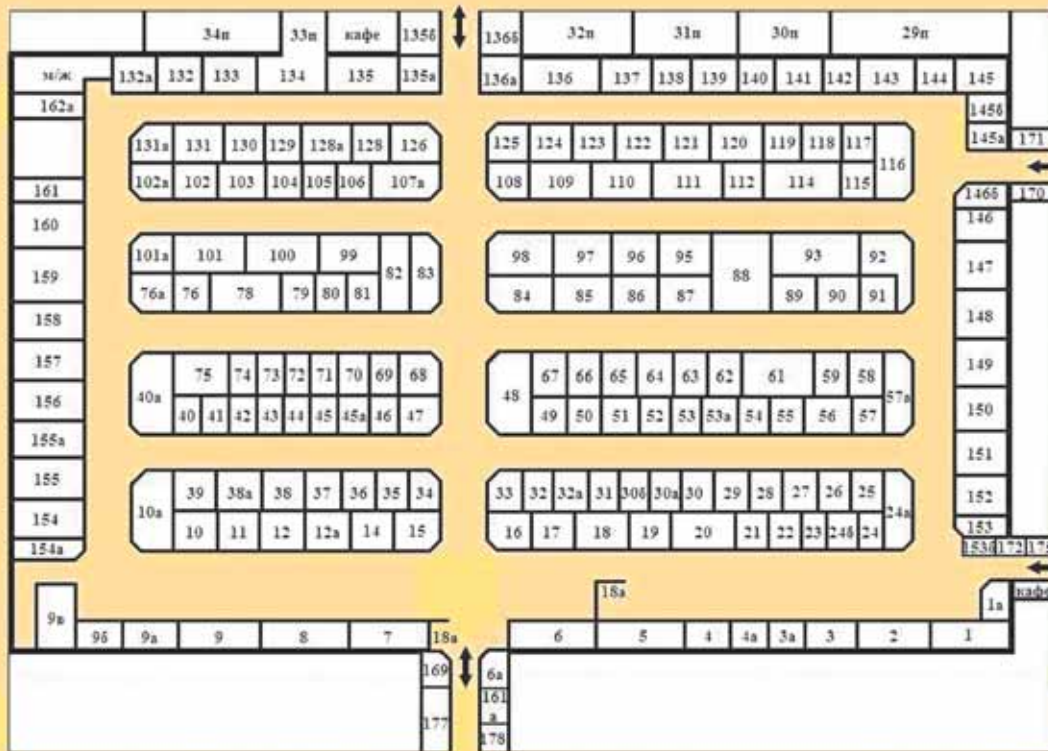 34п 33п кафе 135б 136б 32п 31п 30п 29п
м/ж 132а 132 133 134 135 135а 136а 136 137 138 139 140 141 142 143 144 145
162а 145б
145а 171
131а 131 130 129 128а 128 126 125 124 123 122 121 120 119 118 117 116
102а 102 103 104 105 106 107а 108 109 110 111 112 114 115
161 146б 170
160 146
101а 101 100 99 82 83 98 97 96 95 88 93 92
159 147
76а 76 78 79 80 81 84 85 86 87 89 90 91
158 148
157 149
40а 75 74 73 72 71 70 69 68 48 67 66 65 64 63 62 61 59 58 57а
156 150
40 41 42 43 44 45 45а 46 47 49 50 51 52 53 53а 54 55 56 57
155а 151
155 152
10а 39 38а 38 37 36 35 34 33 32 32а 31 30б 30а 30 29 28 27 26 25 24а
154 153
10 11 12 12а 14 15 16 17 18 19 20 21 22 23 24б 24
154а 153б 172 175
18а 1а кафе
9в 9б 9а 9 8 7 18а 6 5 4 4а 3а 3 2 1
169 6а
161
а
177 178